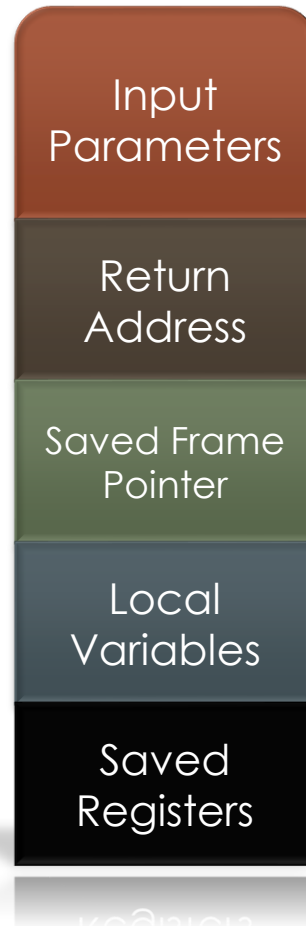 Input
Parameters
Return
Address
Saved Frame
Pointer
Local
Variables
Saved
Registers